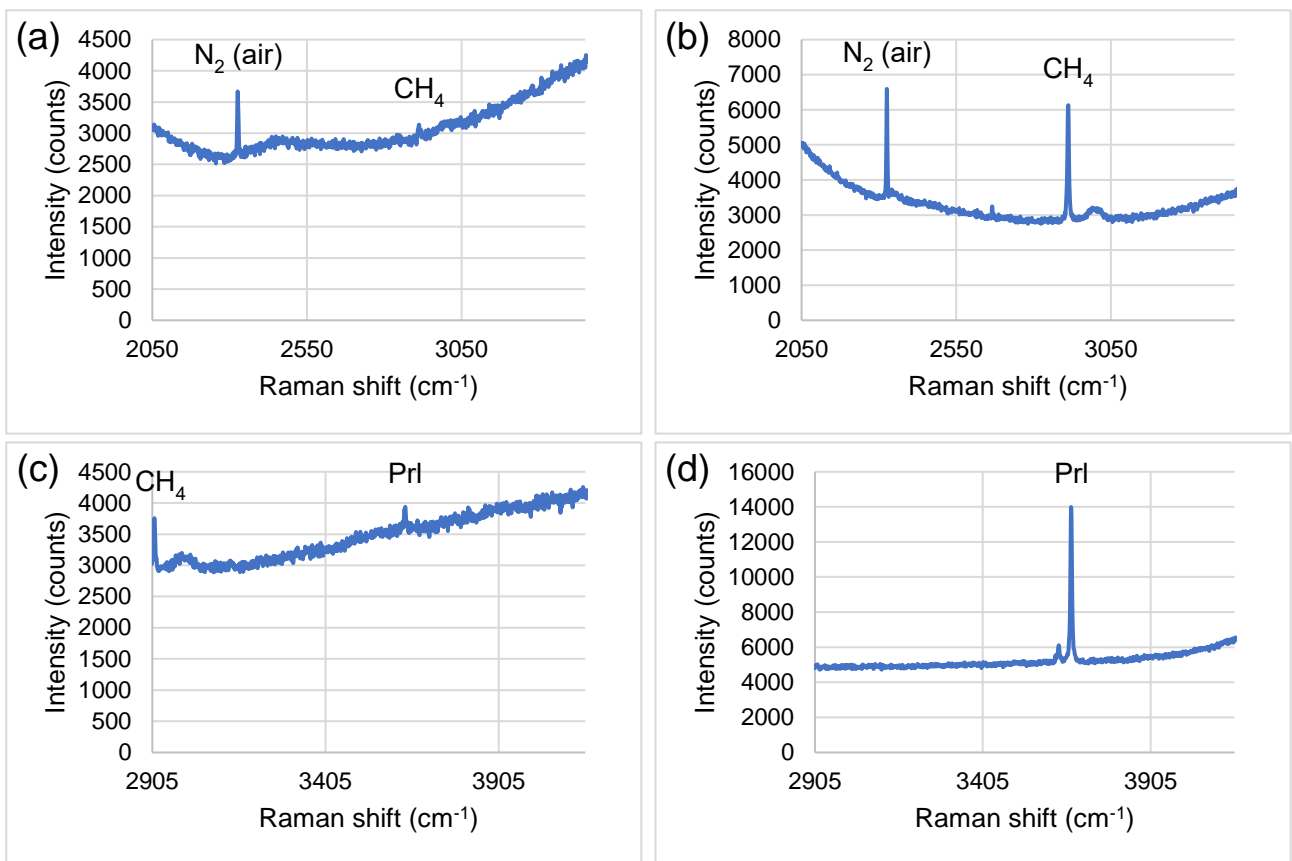 (a)
4500
4000
3500
3000
2500
2000
1500
1000
500
0
N₂ (air)
CH₄
Intensity (counts)
2050 2550 3050
Raman shift (cm⁻¹)
(b)
8000
7000
6000
5000
4000
3000
2000
1000
0
N₂ (air)
CH₄
Intensity (counts)
2050 2550 3050
Raman shift (cm⁻¹)
(c)
4500
4000
3500
3000
2500
2000
1500
1000
500
0
CH₄
Prl
Intensity (counts)
2905 3405 3905
Raman shift (cm⁻¹)
(d)
16000
14000
12000
10000
8000
6000
4000
2000
0
Prl
Intensity (counts)
2905 3405 3905
Raman shift (cm⁻¹)